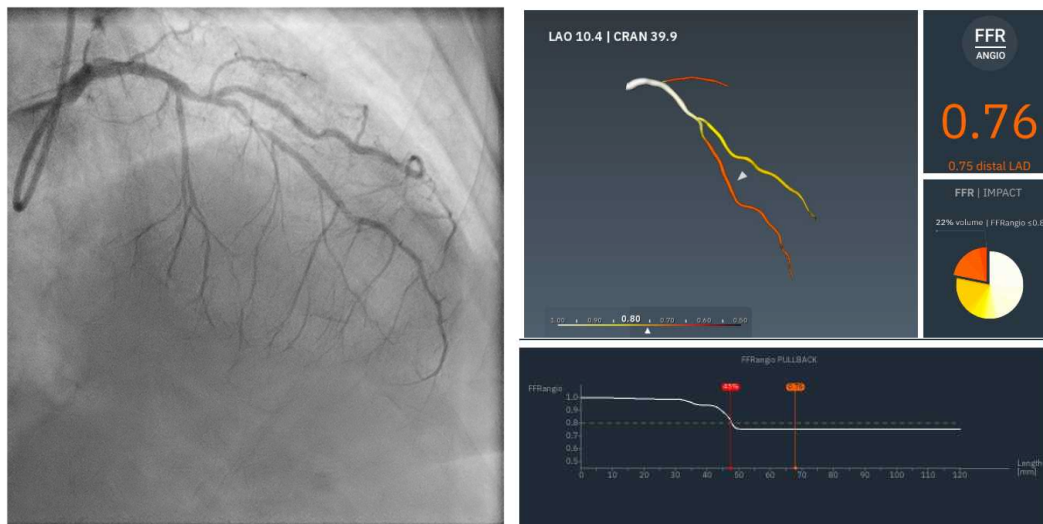 LAO 10.4 | CRAN 39.9
1.00 0.90 0.80 0.70 0.60 0.50
FFR
ANGIO
0.76
0.75 distal LAD
FFR | IMPACT
22% volume | FFRangio ≤0.8
FFRangio PULLBACK
FFRangio
45%
0.76
1.0
0.9
0.8
0.7
0.6
0.5
0 10 20 30 40 50 60 70 80 90 100 110 120
Length
[mm]